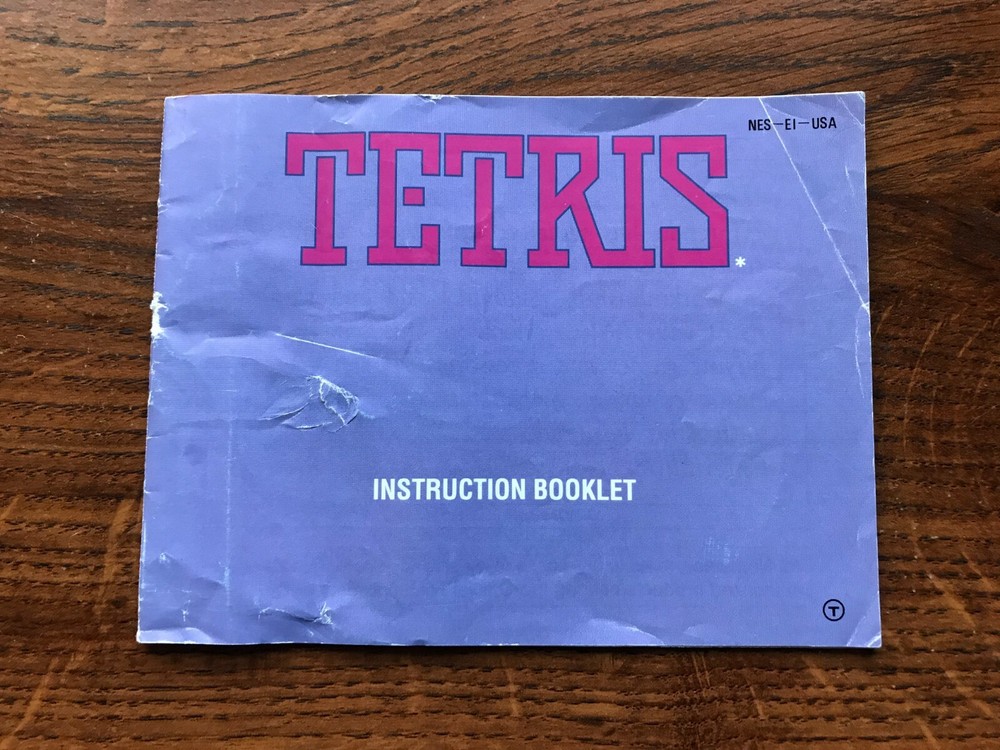 NES-EI-USA
TETRIS*
INSTRUCTION BOOKLET
T